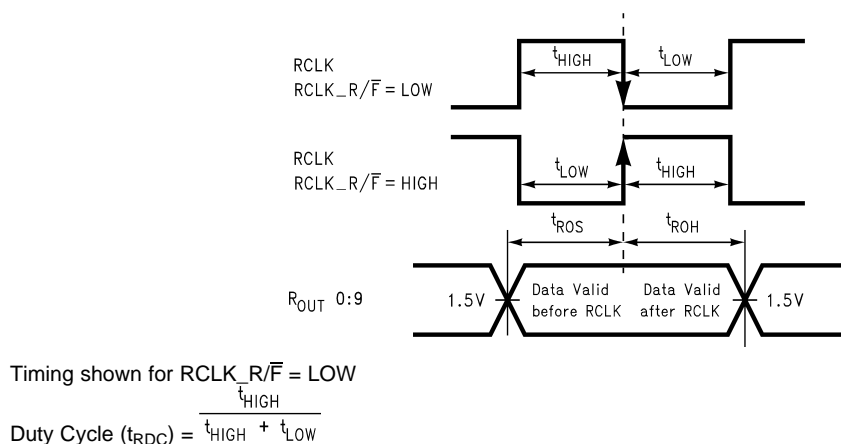 RCLK
RCLK_R/F̅ = LOW
tHIGH
tLOW
RCLK
RCLK_R/F̅ = HIGH
tLOW
tHIGH
tROS
tROH
ROUT 0:9
1.5V
Data Valid
before RCLK
Data Valid
after RCLK
1.5V
Timing shown for RCLK_R/F̅ = LOW
Duty Cycle (tRDC) = tHIGH
tHIGH + tLOW